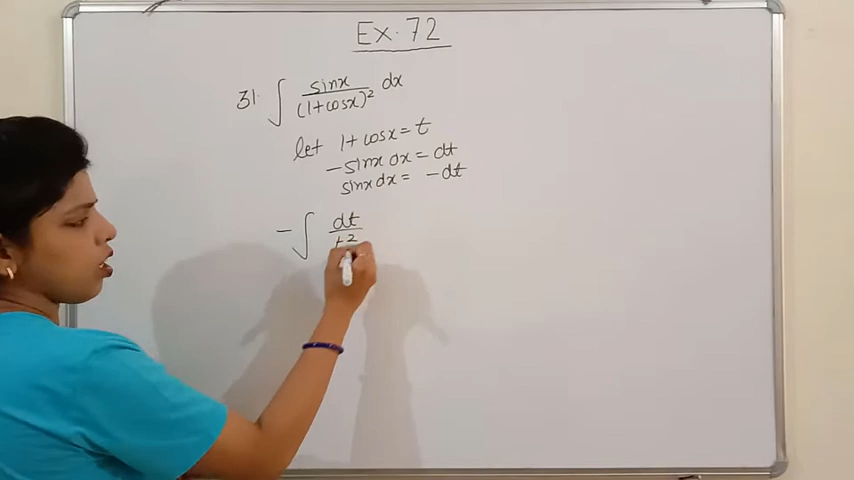 Ex. 72
31. ∫ sinx/(1+cosx)² dx
let 1+cosx = t
-sinx dx = dt
sinx dx = -dt
-∫ dt/t²